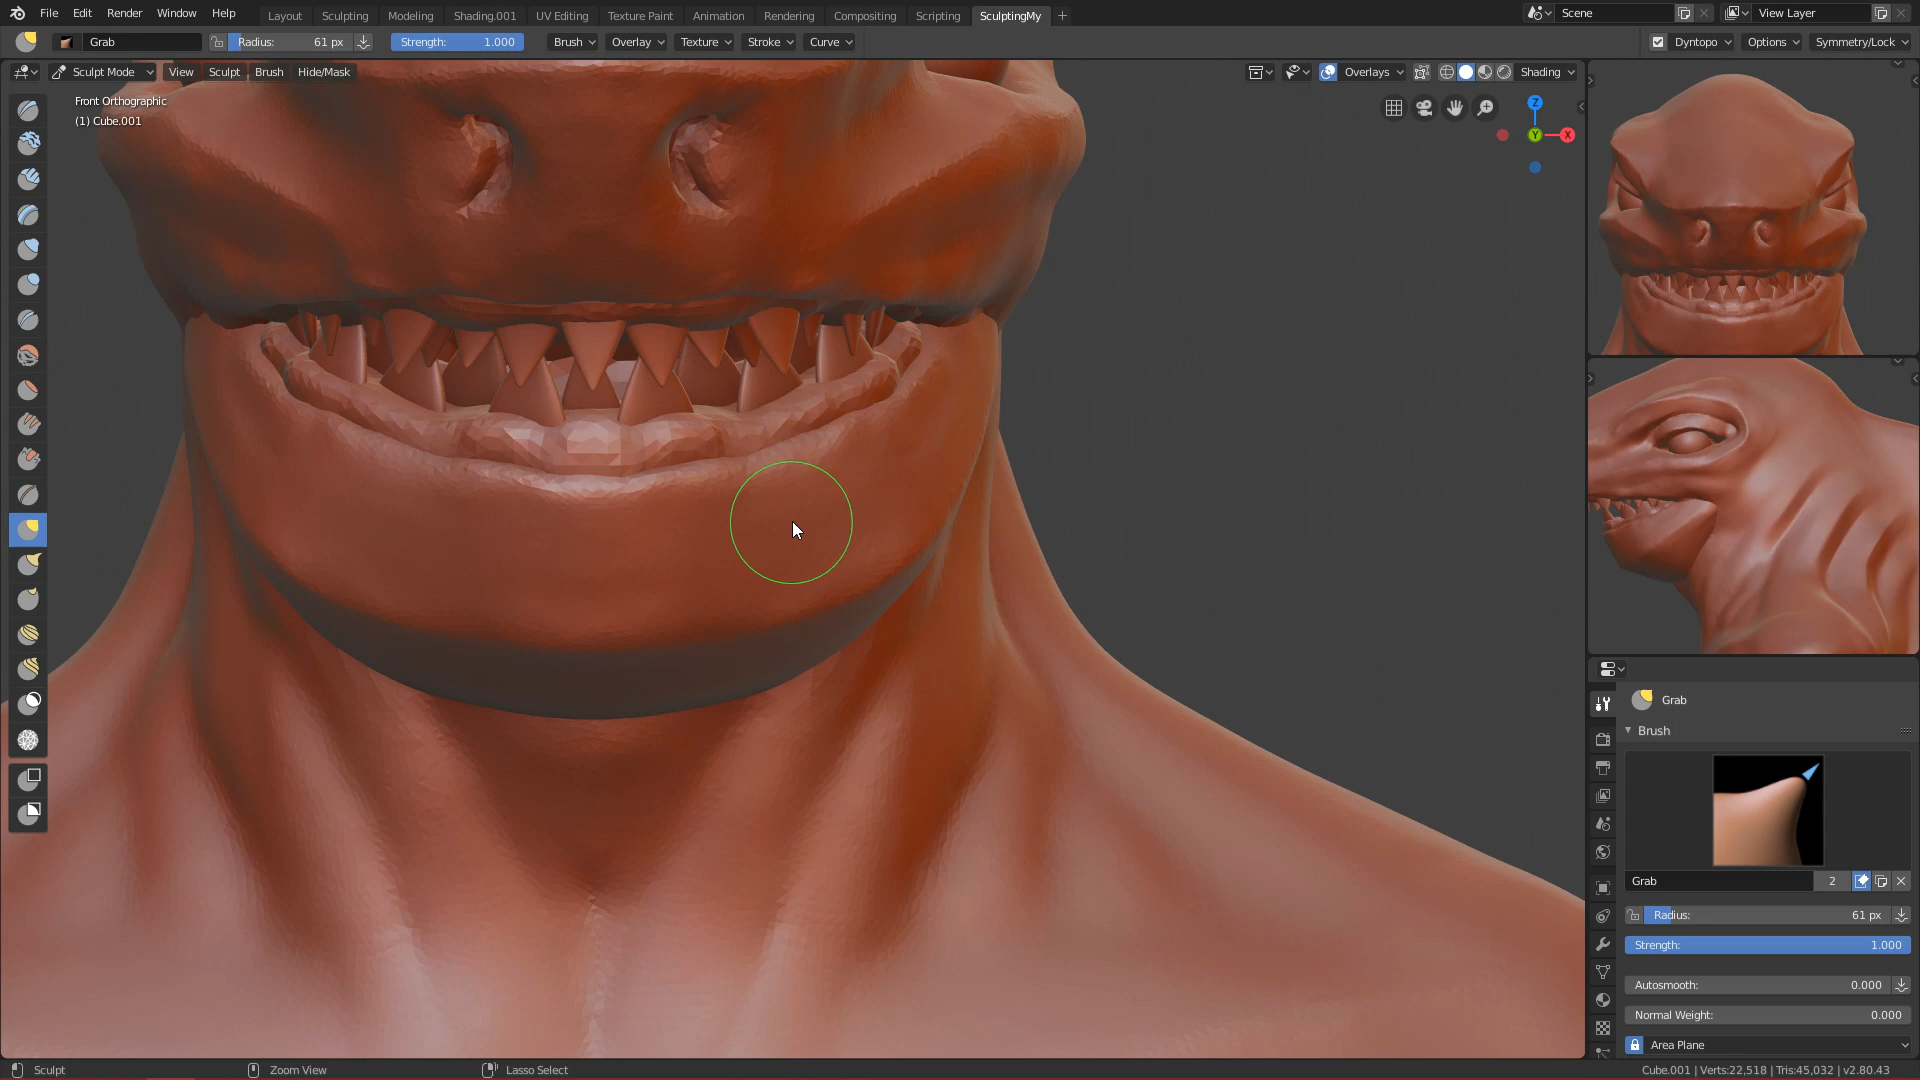 File Edit Render Window Help Layout Sculpting Modeling Shading.001 UV Editing Texture Paint Animation Rendering Compositing Scripting SculptingMy + Scene View Layer
Grab Radius: 61 px Strength: 1.000 Brush Overlay Texture Stroke Curve Dyntopo Options Symmetry/Lock
Sculpt Mode View Sculpt Brush Hide/Mask Overlays Shading
Front Orthographic
(1) Cube.001
Z
Y
X
Grab
Brush
Grab 2
Radius: 61 px
Strength: 1.000
Autosmooth: 0.000
Normal Weight: 0.000
Area Plane
Sculpt Zoom View Lasso Select Cube.001 | Verts:22,518 | Tris:45,032 | v2.80.43